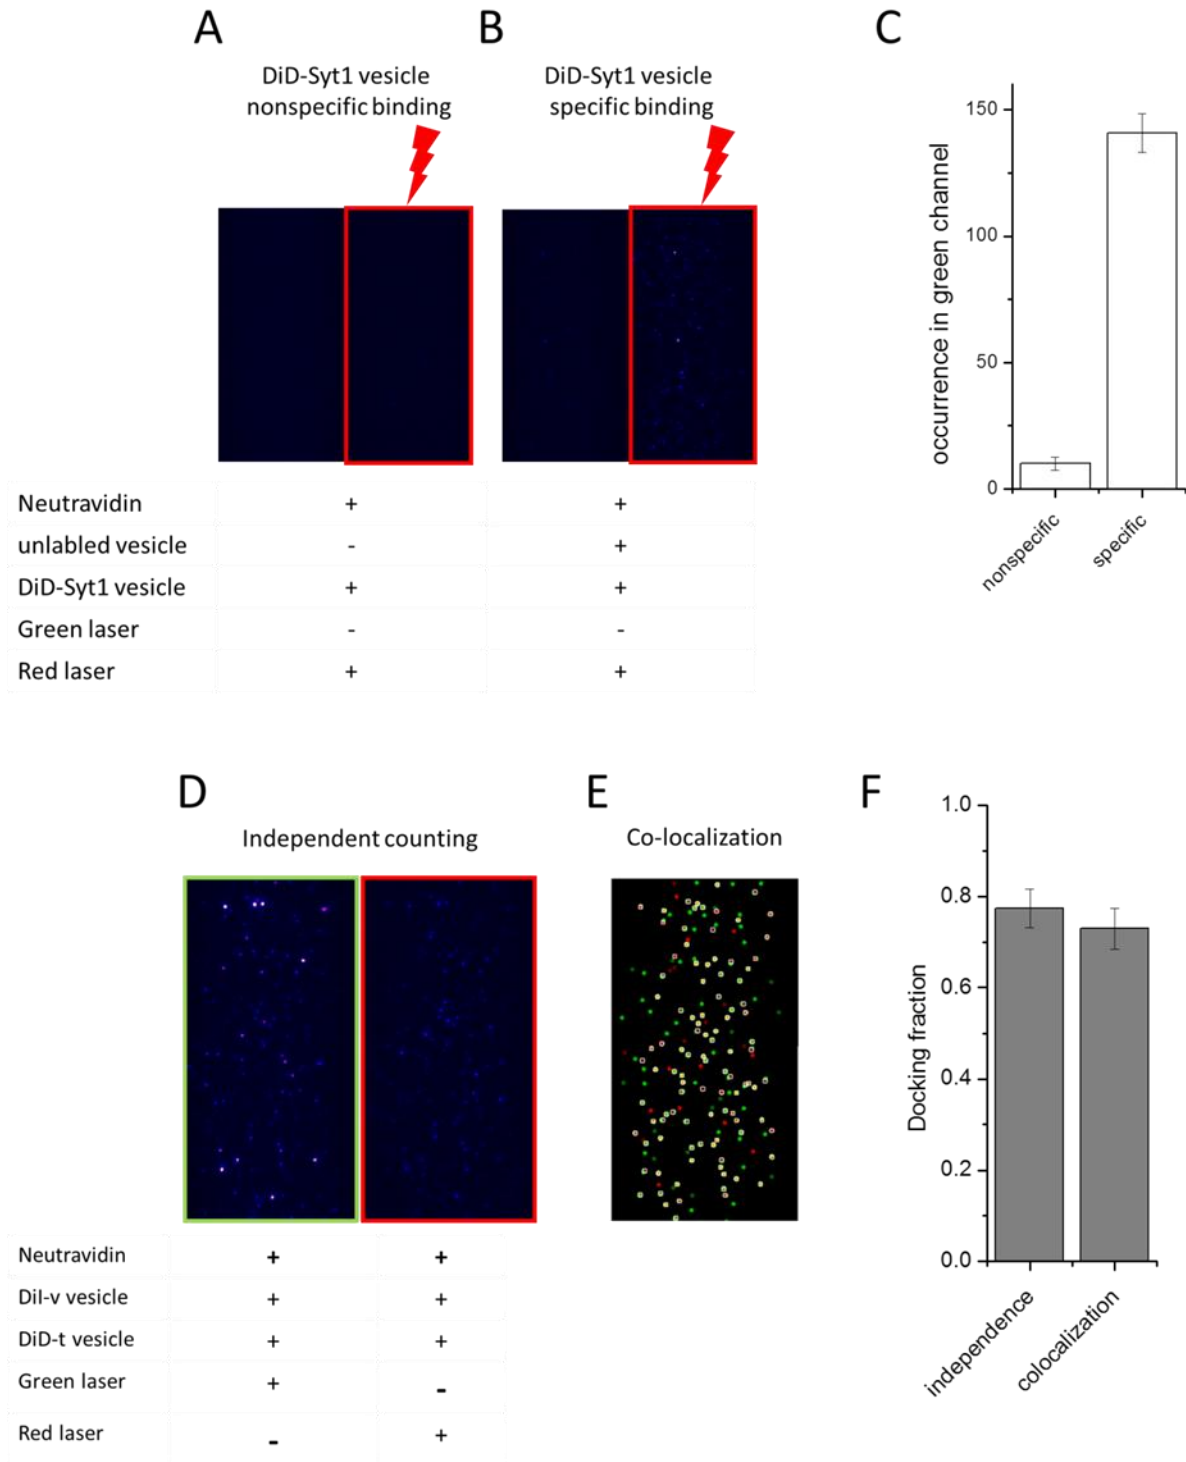 A
B
C
DiD-Syt1 vesicle
nonspecific binding
DiD-Syt1 vesicle
specific binding
Neutravidin + +
unlabled vesicle - +
DiD-Syt1 vesicle + +
Green laser - -
Red laser + +
occurrence in green channel
150
100
50
0
nonspecific
specific
D
E
F
Independent counting
Co-localization
Neutravidin + +
DiI-v vesicle + +
DiD-t vesicle + +
Green laser + -
Red laser - +
Docking fraction
1.0
0.8
0.6
0.4
0.2
0.0
independence
colocalization